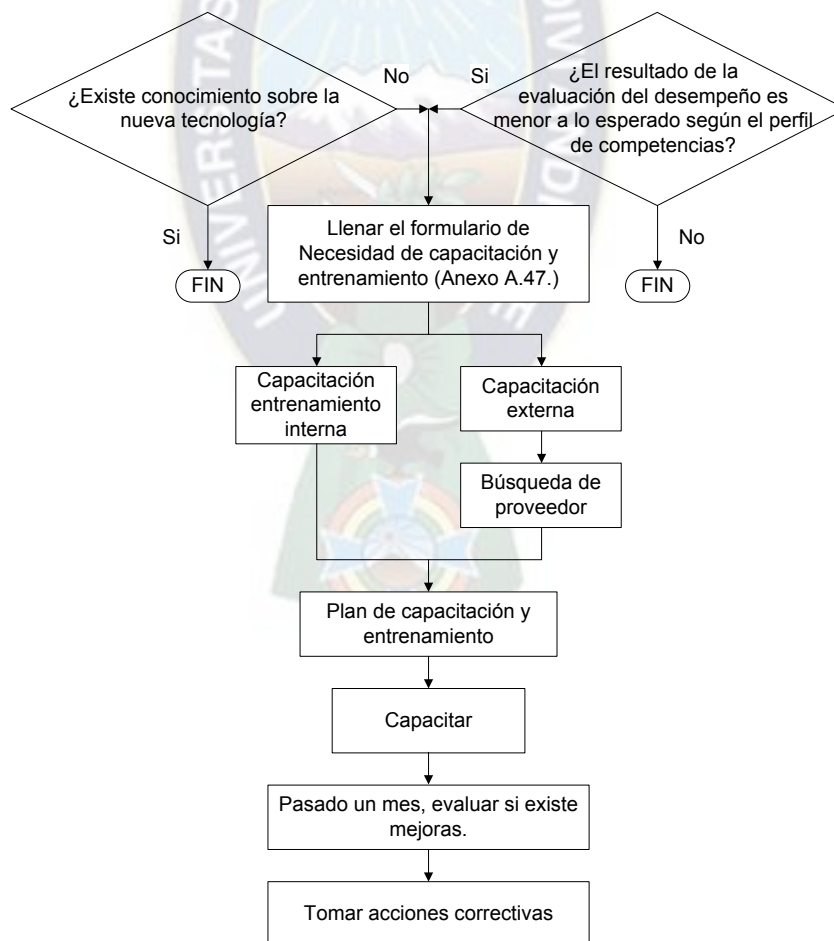 ¿Existe conocimiento sobre la
nueva tecnología?
No
Si
¿El resultado de la
evaluación del desempeño es
menor a lo esperado según el perfil
de competencias?
Si
FIN
Llenar el formulario de
Necesidad de capacitación y
entrenamiento (Anexo A.47.)
No
FIN
Capacitación
entrenamiento
interna
Capacitación
externa
Búsqueda de
proveedor
Plan de capacitación y
entrenamiento
Capacitar
Pasado un mes, evaluar si existe
mejoras.
Tomar acciones correctivas